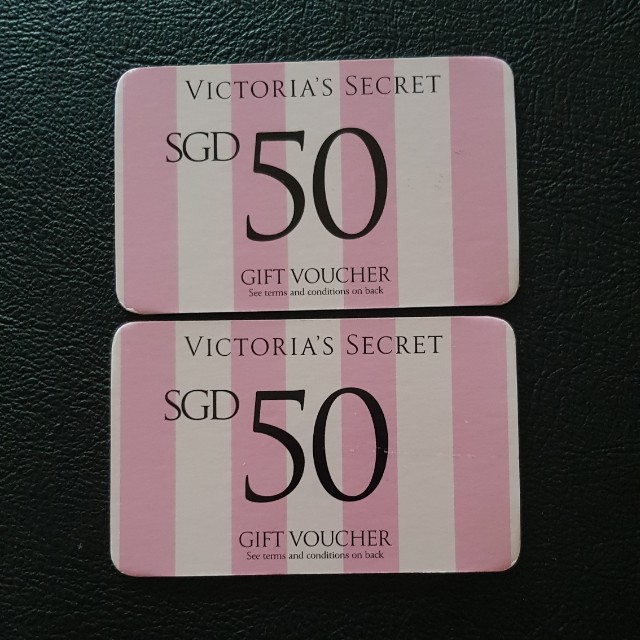 VICTORIA'S SECRET
SGD 50
GIFT VOUCHER
See terms and conditions on back
VICTORIA'S SECRET
SGD 50
GIFT VOUCHER
See terms and conditions on back